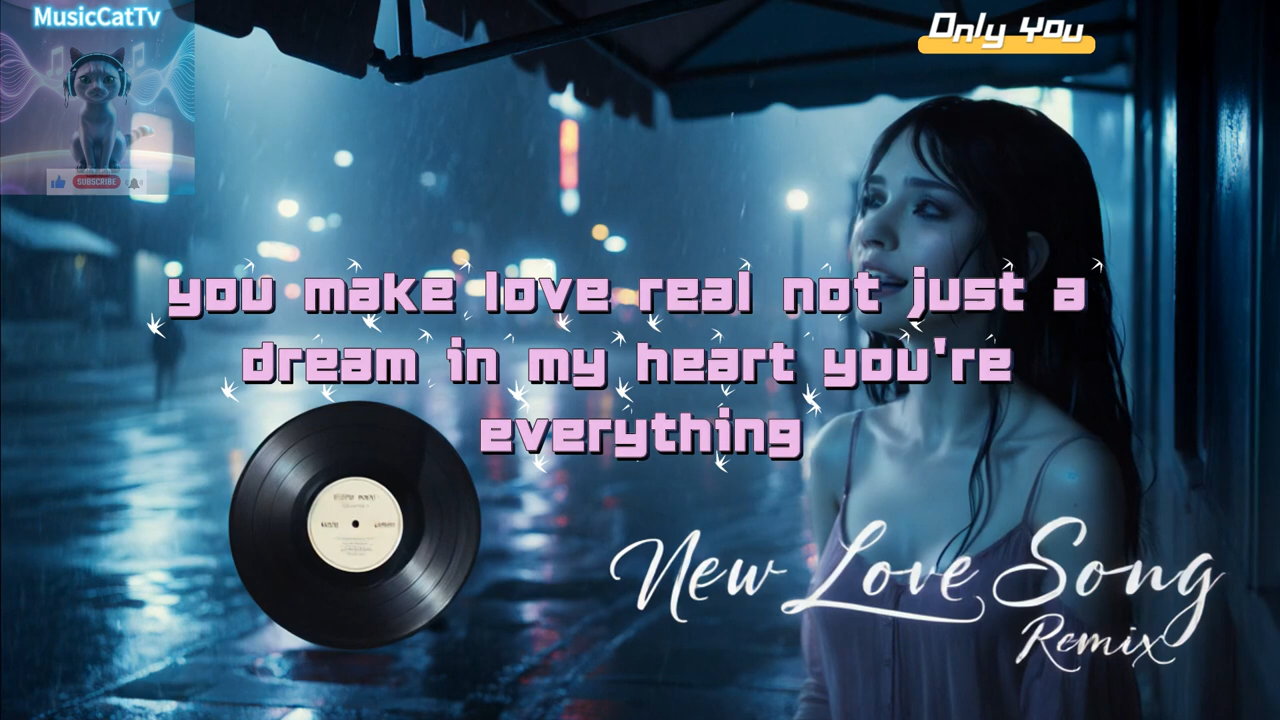 MusicCatTv
Only You
SUBSCRIBE
you make love real not just a
dream in my heart you're
everything
New Love Song
Remix